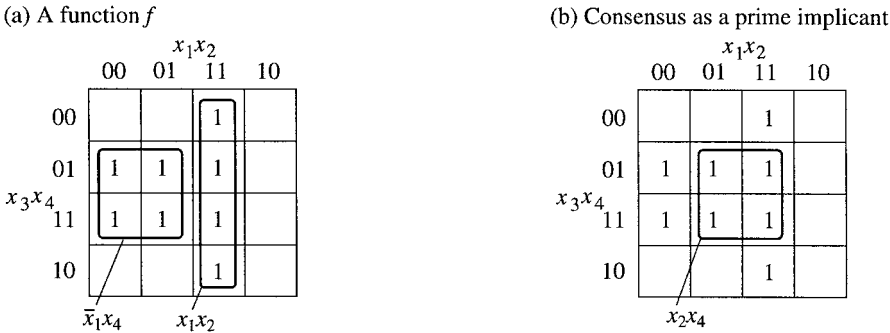 (a) A function f
(b) Consensus as a prime implicant
x₁x₂
00 01 11 10
00 1
01 1 1 1
x₃x₄
11 1 1 1
10 1
x̄₁x₄ x₁x₂
x₁x₂
00 01 11 10
00 1
01 1 1 1
x₃x₄
11 1 1 1
10 1
x₂x₄